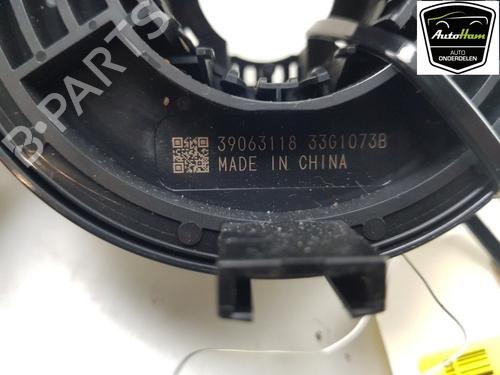 AutoHam
AUTO
ONDERDELEN
B-Parts
39063118 33G1073B
MADE IN CHINA